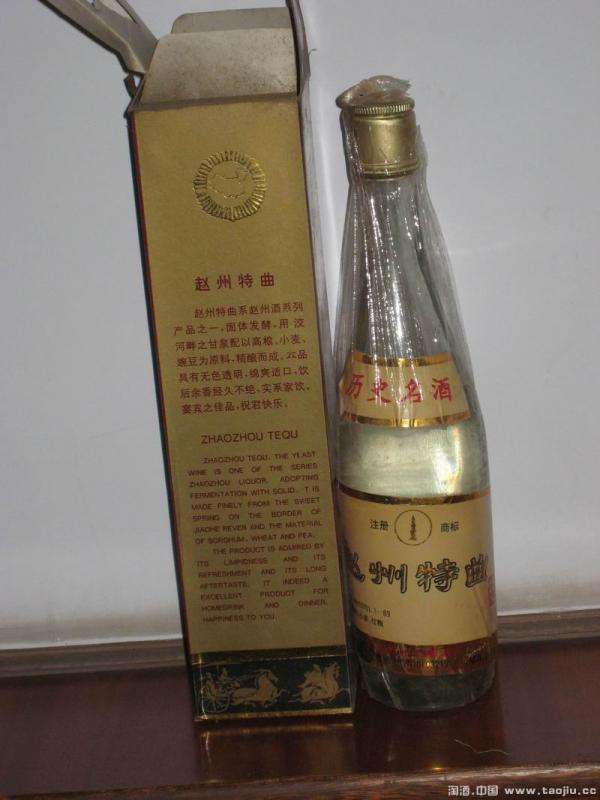 赵州特曲
赵州特曲系赵州酒系列
产品之一，固体发酵，用洨
河畔之甘泉配以高粮、小麦、
豌豆为原料，精酿而成。云品
具有无色透明，绵爽适口，饮
后余香经久不绝，实系家饮、
宴宾之佳品，祝君快乐。
ZHAOZHOU TEQU
ZHAOZHOU TEQU, THE YEAST
WINE IS ONE OF THE SERIES
ZHAOZHOU LIQUOR, ADOPTING
FERMENTATION WITH SOLID. IT IS
MADE FINELY FROM THE SWEET
SPRING ON THE BORDER OF
JIAOHE REVER AND THE MATERIAL
OF SORGHUM, WHEAT AND PEA.
THE PRODUCT IS ADMIRED BY
ITS LIMPIDNESS AND ITS
REFRESHMENT AND ITS LONG
AFTERTASTE, IT INDEED A
EXCELLENT PRODUCT FOR
HOMEDRINK AND DINNER,
HAPPINESS TO YOU.
历史名酒
注册 商标
赵州特曲
淘酒.中国 www.taojiu.cc